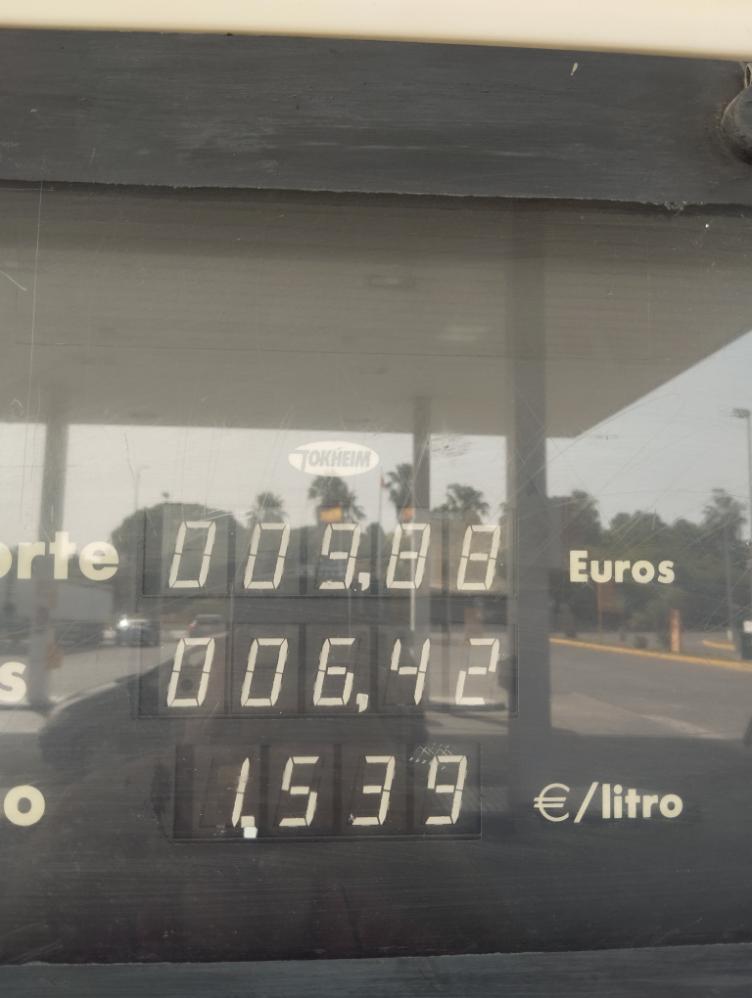 TOKHEIM
orte 009,88 Euros
s 006,42
o 1.539 €/litro